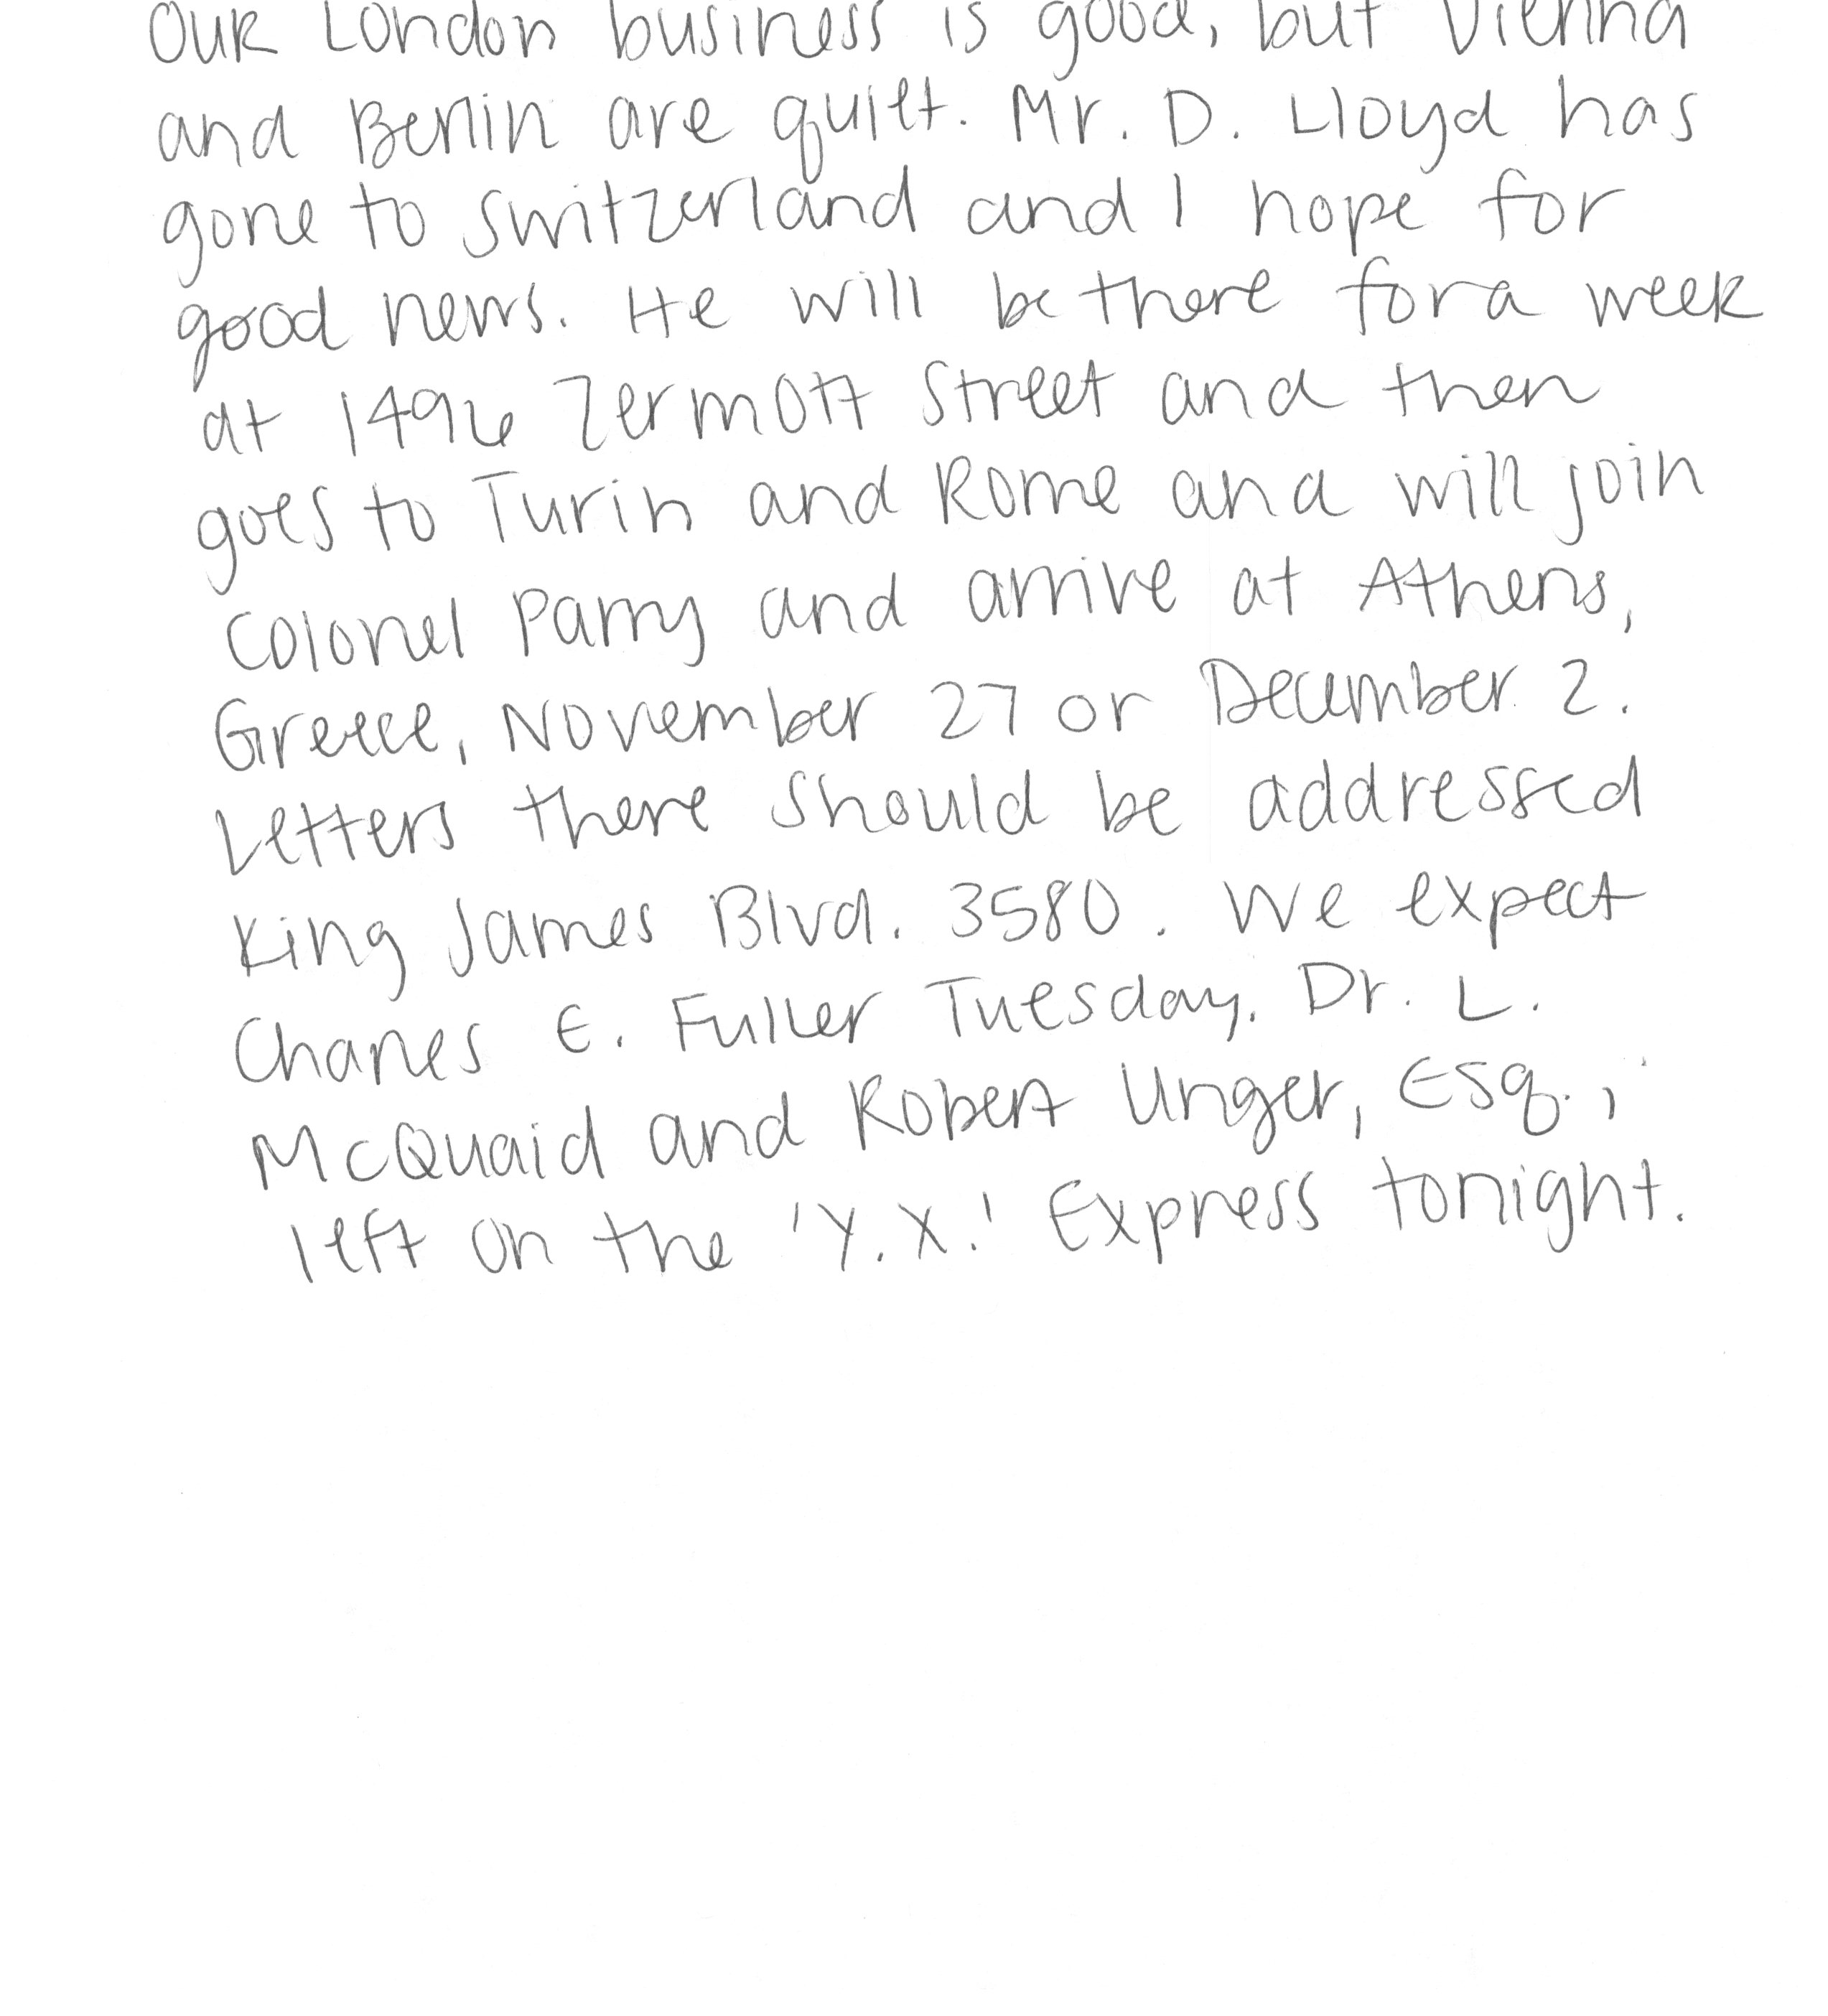 Our London business is good, but Vienna
and Berlin are quiet. Mr. D. Lloyd has
gone to Switzerland and I hope for
good news. He will be there for a week
at 1496 Zermott Street and then
goes to Turin and Rome and will join
Colonel Parry and arrive at Athens,
Greece, November 27 or December 2.
Letters there should be addressed
King James Blvd. 3580. We expect
Charles E. Fuller Tuesday. Dr. L.
McQuaid and Robert Unger, Esq.,
left on the 'Y.X.' Express tonight.